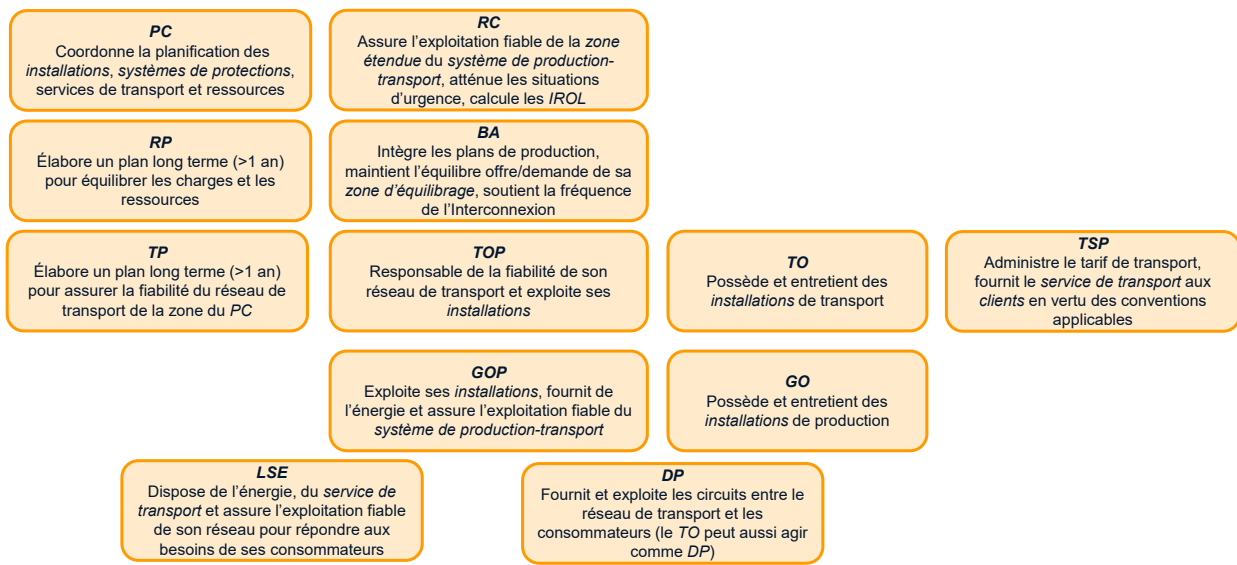 PC
Coordonne la planification des
installations, systèmes de protections,
services de transport et ressources
RC
Assure l’exploitation fiable de la zone
étendue du système de production-
transport, atténue les situations
d’urgence, calcule les IROL
RP
Élabore un plan long terme (>1 an)
pour équilibrer les charges et les
ressources
BA
Intègre les plans de production,
maintient l’équilibre offre/demande de sa
zone d’équilibrage, soutient la fréquence
de l’Interconnexion
TP
Élabore un plan long terme (>1 an)
pour assurer la fiabilité du réseau de
transport de la zone du PC
TOP
Responsable de la fiabilité de son
réseau de transport et exploite ses
installations
TO
Possède et entretient des
installations de transport
TSP
Administre le tarif de transport,
fournit le service de transport aux
clients en vertu des conventions
applicables
GOP
Exploite ses installations, fournit de
l’énergie et assure l’exploitation fiable du
système de production-transport
GO
Possède et entretient des
installations de production
LSE
Dispose de l’énergie, du service de
transport et assure l’exploitation fiable
de son réseau pour répondre aux
besoins de ses consommateurs
DP
Fournit et exploite les circuits entre le
réseau de transport et les
consommateurs (le TO peut aussi agir
comme DP)